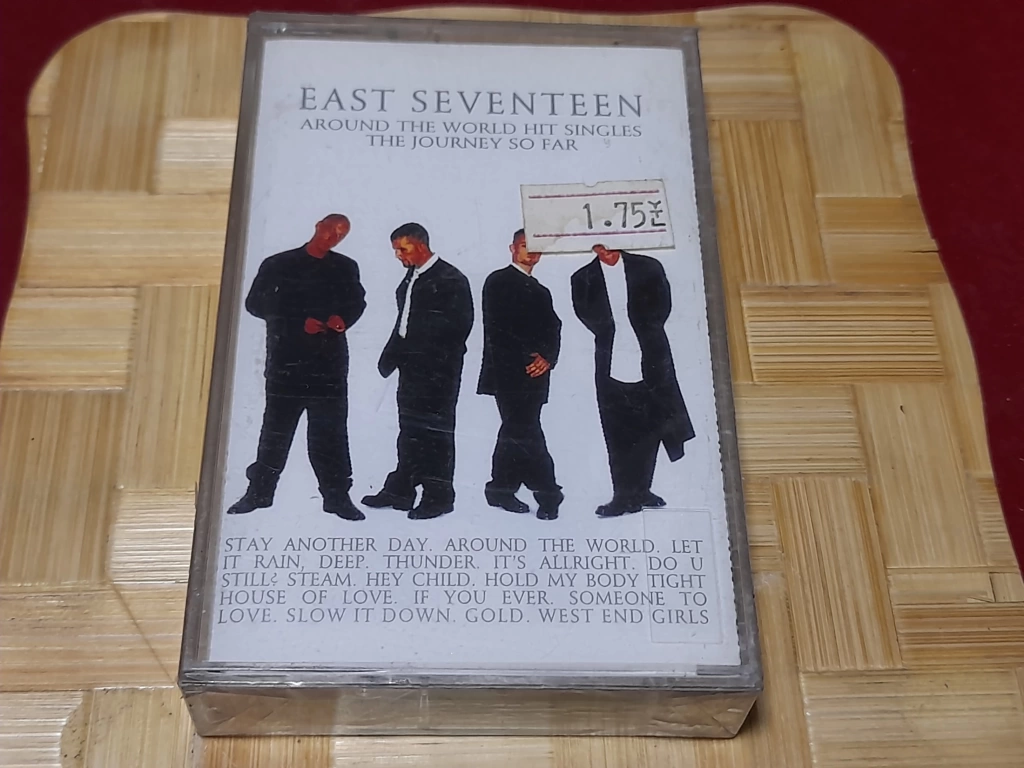 EAST SEVENTEEN
AROUND THE WORLD HIT SINGLES
THE JOURNEY SO FAR
1.75
STAY ANOTHER DAY. AROUND THE WORLD. LET
IT RAIN, DEEP. THUNDER. IT'S ALLRIGHT. DO U
STILL? STEAM. HEY CHILD. HOLD MY BODY TIGHT
HOUSE OF LOVE. IF YOU EVER. SOMEONE TO
LOVE. SLOW IT DOWN. GOLD. WEST END GIRLS